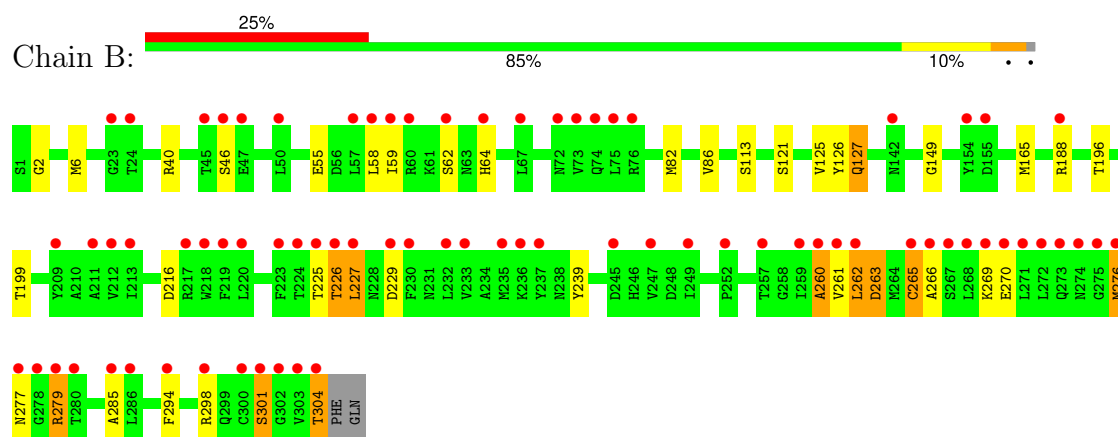 25%
Chain B:
85% 10% • •
S1 G2 M6 G23 T24 R40 T45 S46 E47 L50 E55 D56 L57 L58 I59 R60 K61 S62 N63 H64 L67 N72 V73 Q74 L75 R76 M82 V86 S113 S121 V125 Y126 Q127 N142 G149 Y154 D155 M165 R188 T196
T199 Y209 A210 A211 V212 I213 D216 R217 W218 F219 L220 F223 T224 T225 T226 L227 N228 D229 F230 N231 L232 V233 A234 M235 K236 Y237 N238 Y239 D245 H246 V247 D248 I249 P252 T257 G258 I259 A260 V261 L262 D263 M264 C265 A266 S267 L268 K269 E270 L271 L272 Q273 N274 G275 M276
N277 G278 R279 T280 A285 L286 F294 R298 Q299 C300 S301 G302 V303 T304 PHE GLN